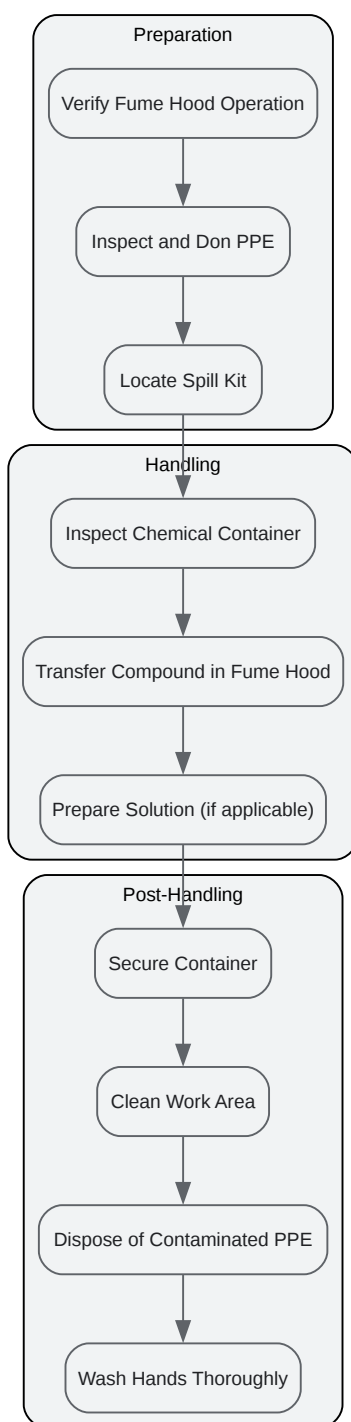 Preparation
Verify Fume Hood Operation
Inspect and Don PPE
Locate Spill Kit
Handling
Inspect Chemical Container
Transfer Compound in Fume Hood
Prepare Solution (if applicable)
Post-Handling
Secure Container
Clean Work Area
Dispose of Contaminated PPE
Wash Hands Thoroughly